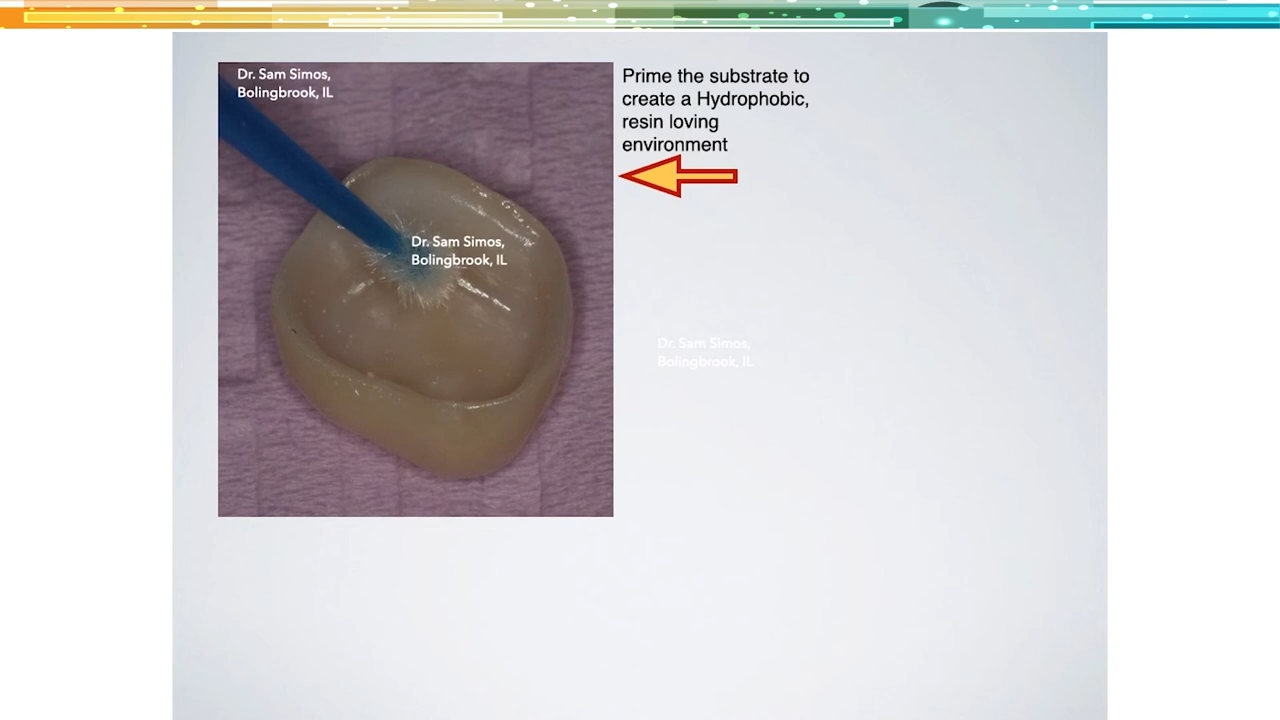 Dr. Sam Simos,
Bolingbrook, IL
Prime the substrate to
create a Hydrophobic,
resin loving
environment
Dr. Sam Simos,
Bolingbrook, IL
Dr. Sam Simos,
Bolingbrook, IL